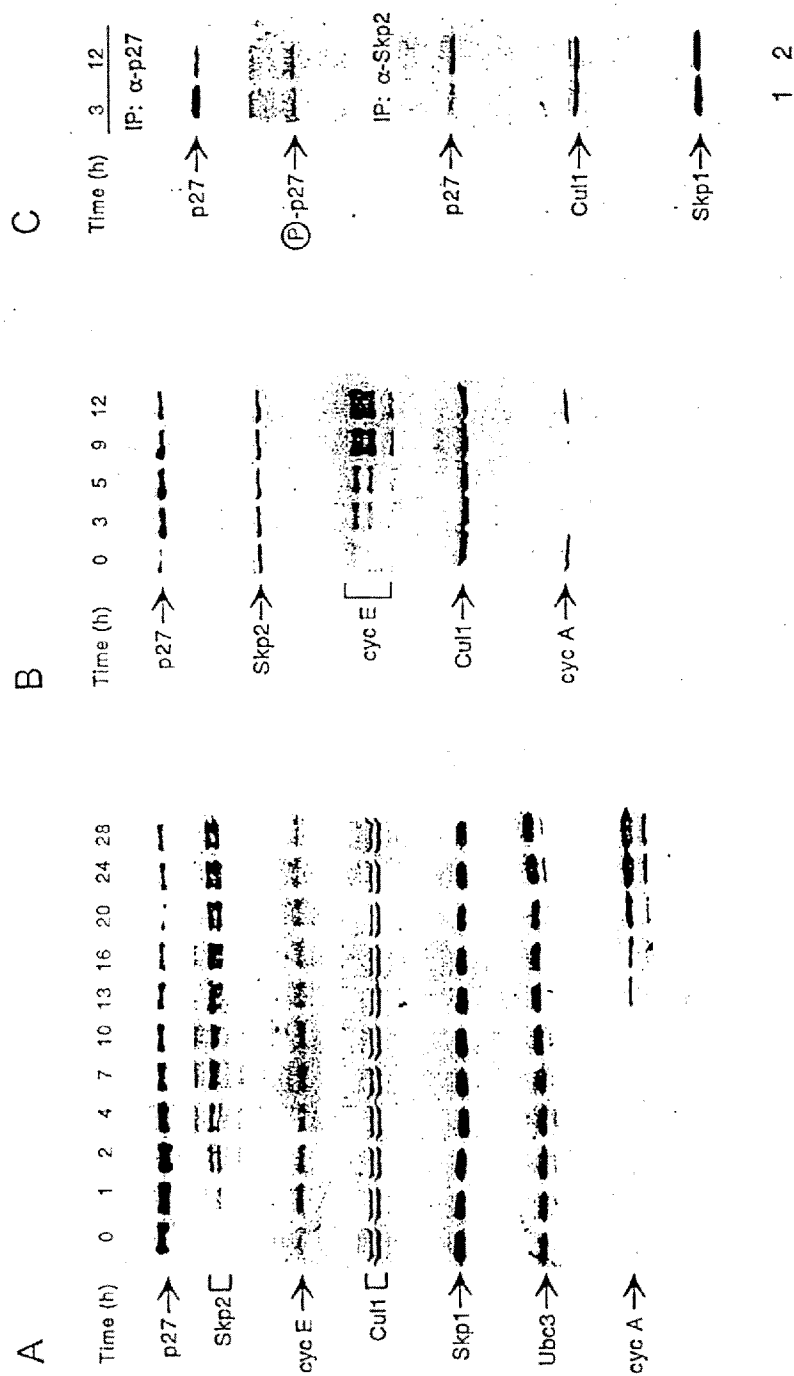 A
Time (h) 0 1 2 4 7 10 13 16 20 24 28
p27
Skp2
cyc E
Cul1
Skp1
Ubc3
cyc A
B
Time (h) 0 3 5 9 12
p27
Skp2
cyc E
Cul1
cyc A
C
Time (h) 3 12
IP: α-p27
p27
P-p27
IP: α-Skp2
p27
Cul1
Skp1
1 2